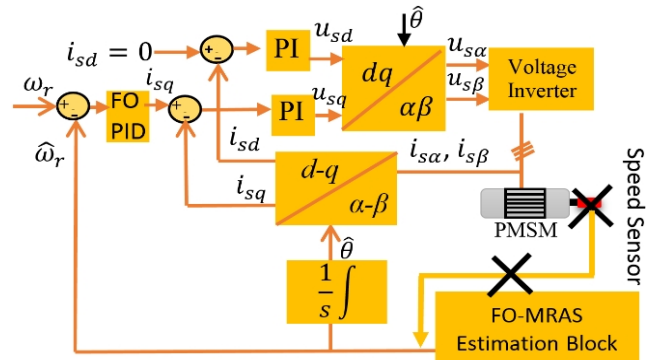 θ̂
i_sd = 0
+
-
PI
u_sd
dq
αβ
u_sα
u_sβ
Voltage
Inverter
ω_r
+
-
FO
PID
i_sq
+
-
PI
u_sq
ω̂_r
i_sd
i_sq
d-q
α-β
i_sα, i_sβ
PMSM
Speed Sensor
θ̂
1/s ∫
FO-MRAS
Estimation Block